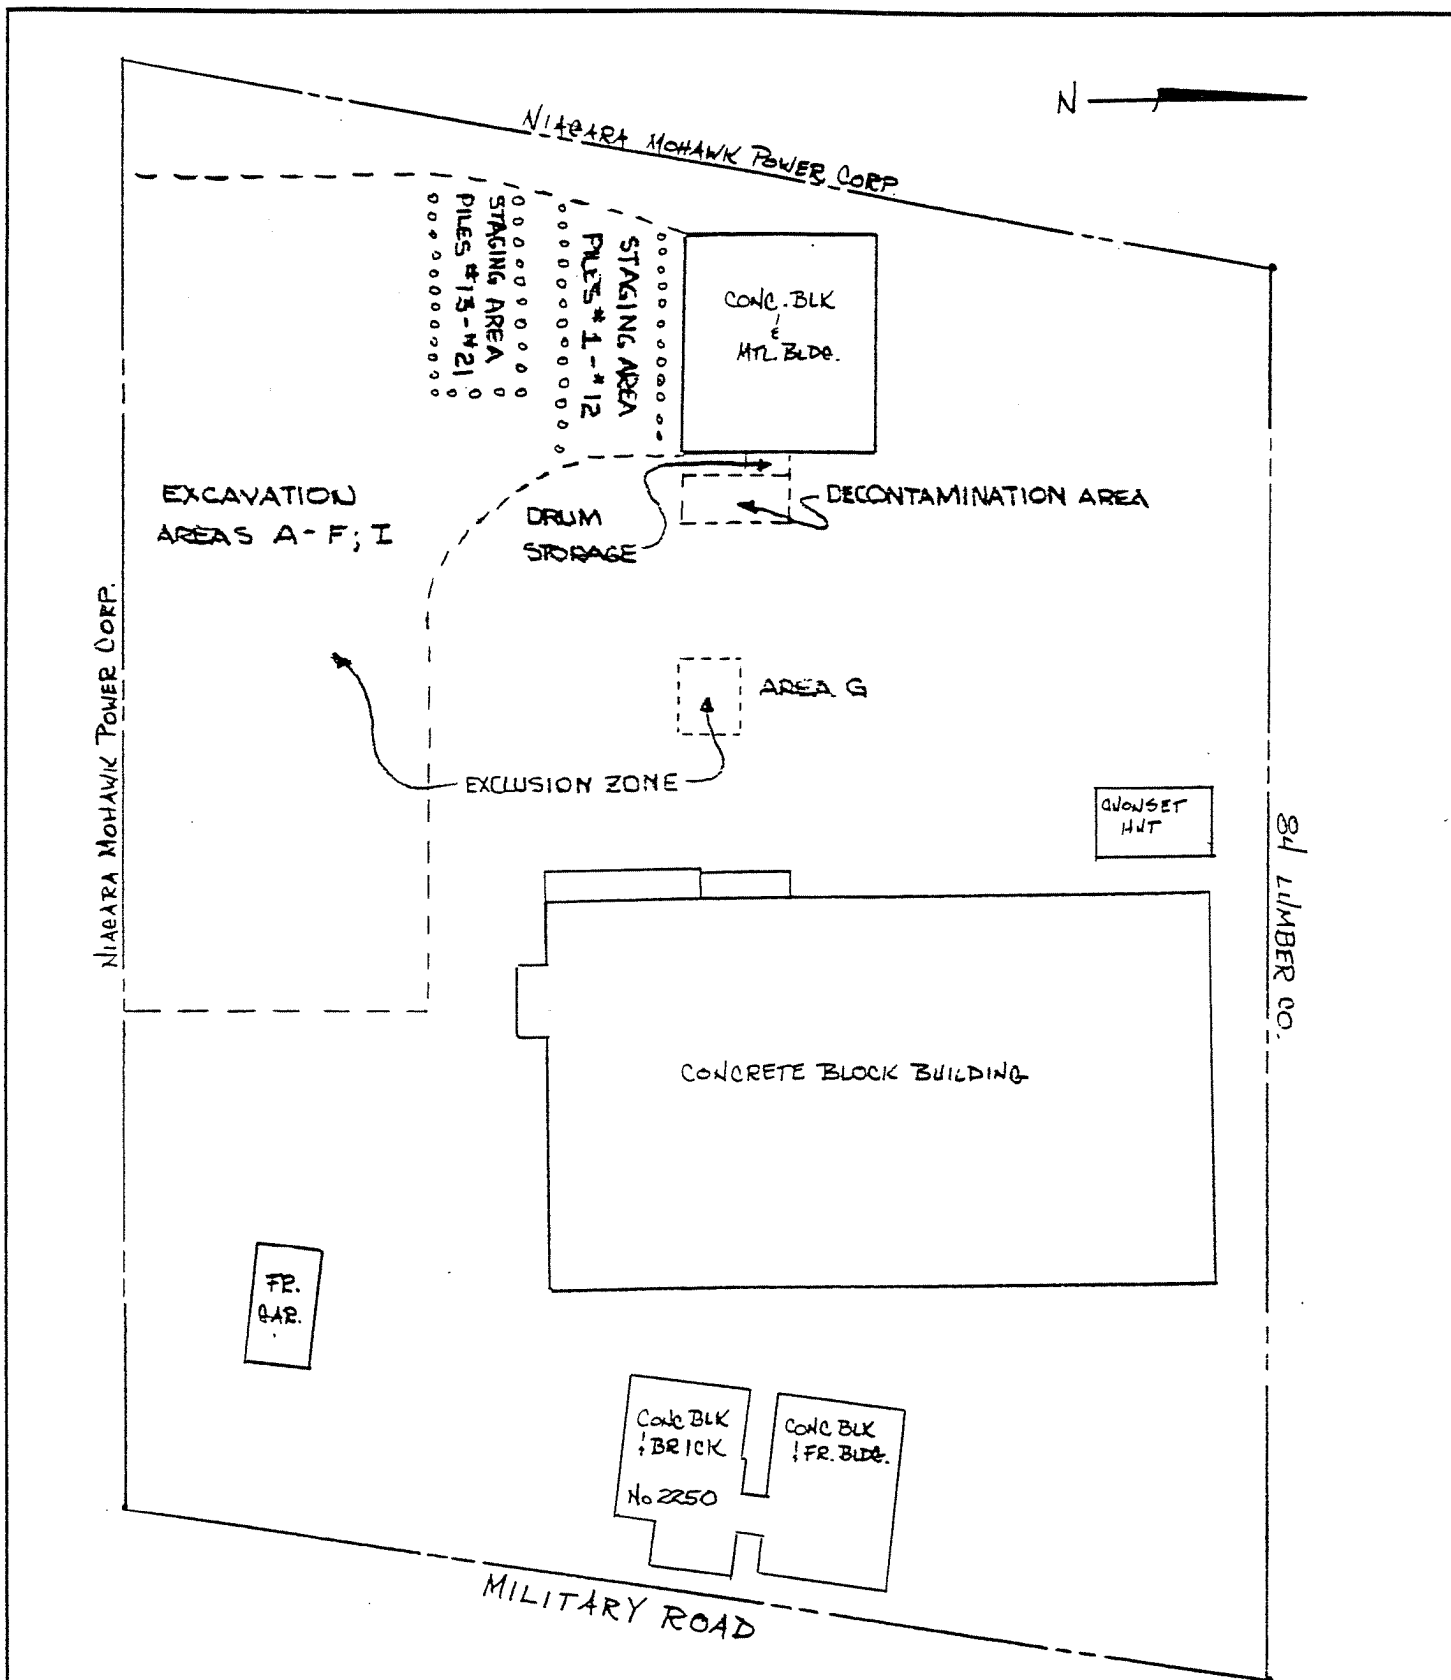 N
NIAGARA MOHAWK POWER CORP.
STAGING AREA
PILES #13-#21
STAGING AREA
PILES #1-#12
CONC. BLK
&
MTL. BLDG.
EXCAVATION
AREAS A-F; I
DRUM
STORAGE
DECONTAMINATION AREA
NIAGARA MOHAWK POWER CORP.
AREA G
EXCLUSION ZONE
QUONSET
HUT
84 LUMBER CO.
CONCRETE BLOCK BUILDING
FR.
GAR.
CONC BLK
& BRICK
No 2250
CONC BLK
& FR. BLDG.
MILITARY ROAD